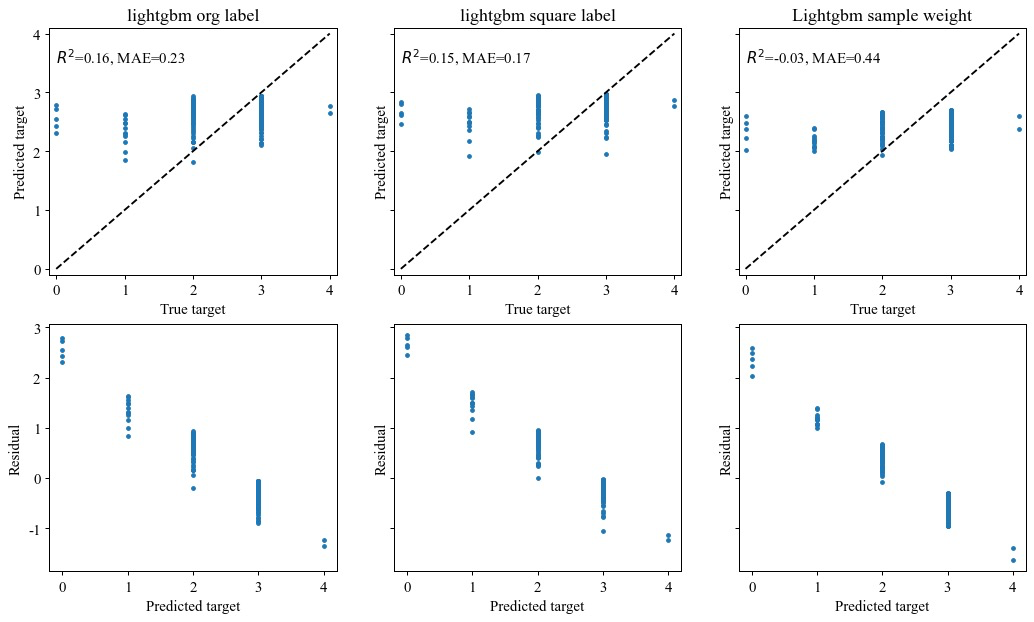 lightgbm org label
lightgbm square label
Lightgbm sample weight
4
3
2
1
0
Predicted target
R²=0.16, MAE=0.23
0 1 2 3 4
True target
Predicted target
R²=0.15, MAE=0.17
0 1 2 3 4
True target
Predicted target
R²=-0.03, MAE=0.44
0 1 2 3 4
True target
3
2
1
0
-1
Residual
0 1 2 3 4
Predicted target
Residual
0 1 2 3 4
Predicted target
Residual
0 1 2 3 4
Predicted target